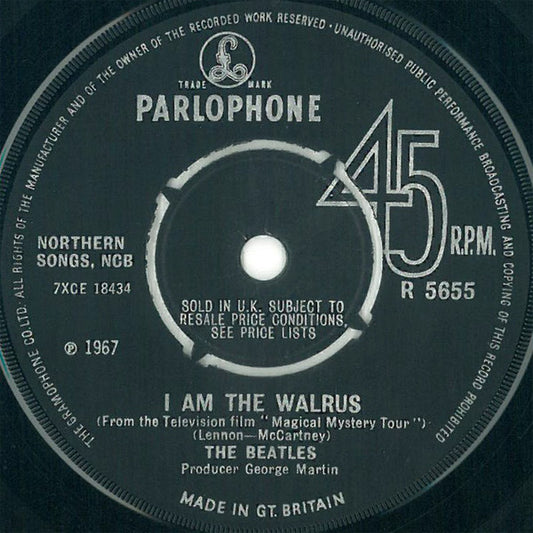 THE GRAMOPHONE CO. LTD. ALL RIGHTS OF THE MANUFACTURER AND OF THE OWNER OF THE RECORDED WORK RESERVED · UNAUTHORISED PUBLIC PERFORMANCE BROADCASTING AND COPYING OF THIS RECORD PROHIBITED
£
TRADE MARK
PARLOPHONE
45
R.P.M.
NORTHERN
SONGS, NCB
7XCE 18434
R 5655
SOLD IN U.K. SUBJECT TO
RESALE PRICE CONDITIONS,
SEE PRICE LISTS
℗ 1967
I AM THE WALRUS
(From the Television film "Magical Mystery Tour")
(Lennon—McCartney)
THE BEATLES
Producer George Martin
MADE IN GT. BRITAIN